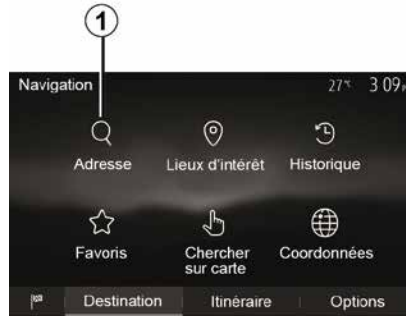 1
Navigation 27°C 3 09
Adresse Lieux d'intérêt Historique
Favoris Chercher Coordonnées
sur carte
Destination Itinéraire Options